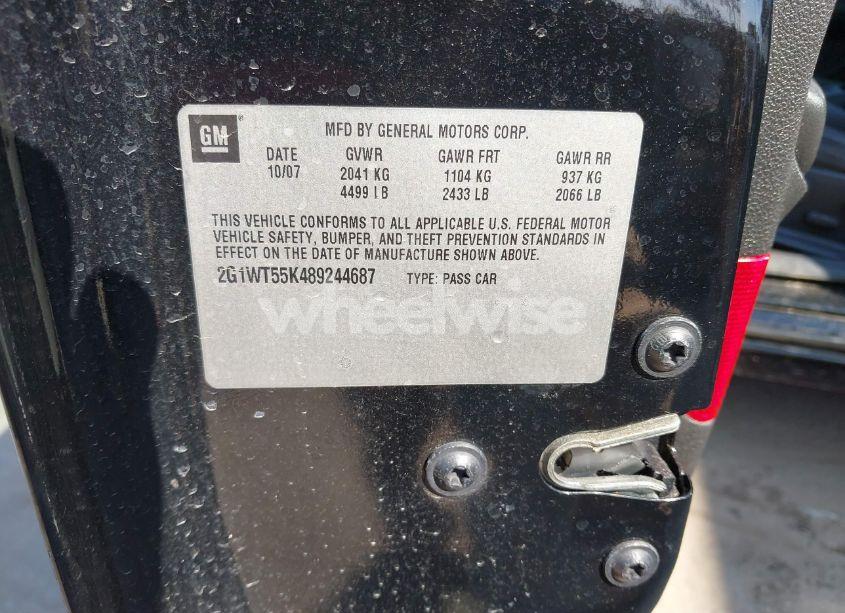 GM
MFD BY GENERAL MOTORS CORP.
DATE GVWR GAWR FRT GAWR RR
10/07 2041 KG 1104 KG 937 KG
4499 LB 2433 LB 2066 LB
THIS VEHICLE CONFORMS TO ALL APPLICABLE U.S. FEDERAL MOTOR
VEHICLE SAFETY, BUMPER, AND THEFT PREVENTION STANDARDS IN
EFFECT ON THE DATE OF MANUFACTURE SHOWN ABOVE.
2G1WT55K489244687 TYPE: PASS CAR
wheelwise